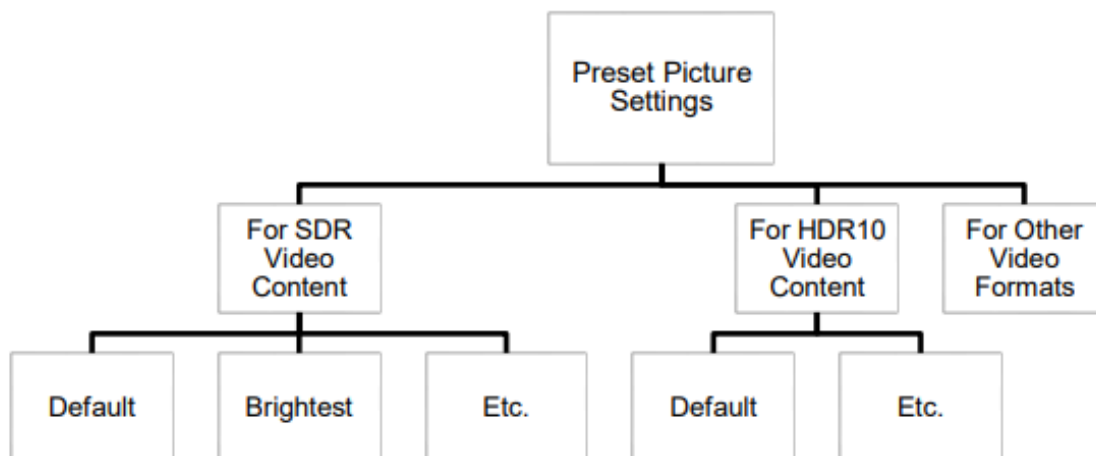 Preset Picture
Settings
For SDR
Video
Content
For HDR10
Video
Content
For Other
Video
Formats
Default
Brightest
Etc.
Default
Etc.